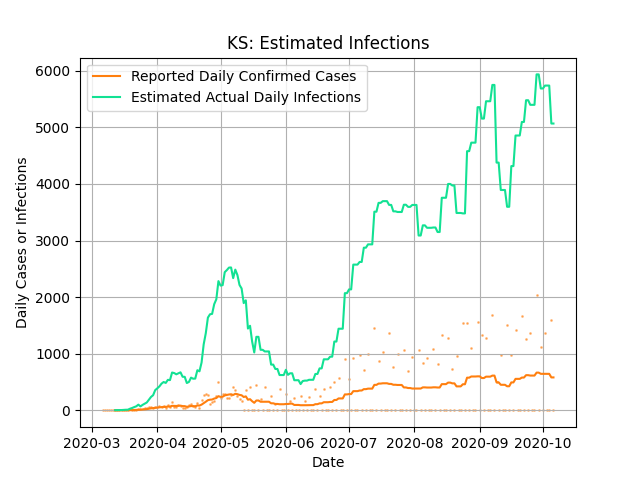 KS: Estimated Infections
Reported Daily Confirmed Cases
Estimated Actual Daily Infections
Daily Cases or Infections
6000
5000
4000
3000
2000
1000
0
2020-03 2020-04 2020-05 2020-06 2020-07 2020-08 2020-09 2020-10
Date